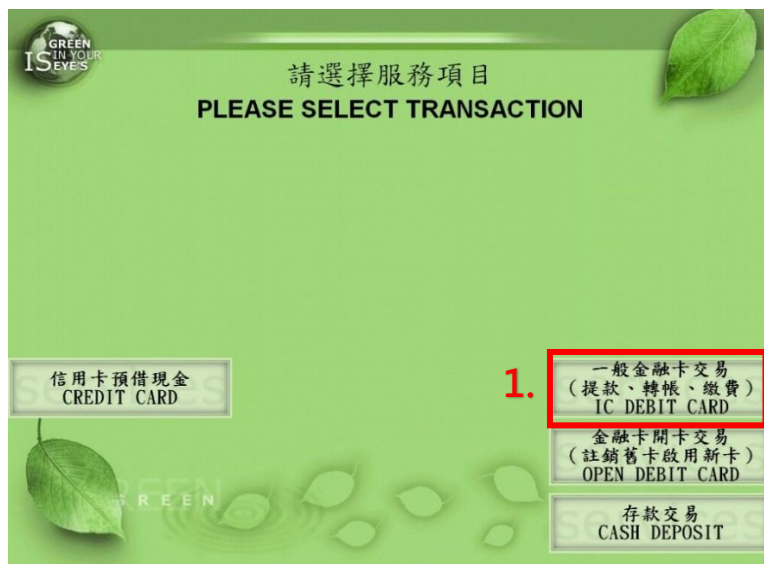 GREEN
IS IN YOUR
EYE'S
請選擇服務項目
PLEASE SELECT TRANSACTION
信用卡預借現金
CREDIT CARD
1.
一般金融卡交易
(提款、轉帳、繳費)
IC DEBIT CARD
金融卡開卡交易
(註銷舊卡啟用新卡)
OPEN DEBIT CARD
存款交易
CASH DEPOSIT
GREEN